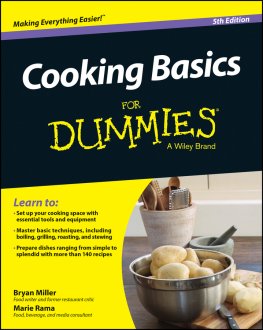 Making Everything Easier!™
5th Edition
Cooking Basics
FOR
DUMMIES®
A Wiley Brand
Learn to:
• Set up your cooking space with
essential tools and equipment
• Master basic techniques, including
boiling, grilling, roasting, and stewing
• Prepare dishes ranging from simple to
splendid with more than 140 recipes
Bryan Miller
Food writer and former restaurant critic
Marie Rama
Food, beverage, and media consultant